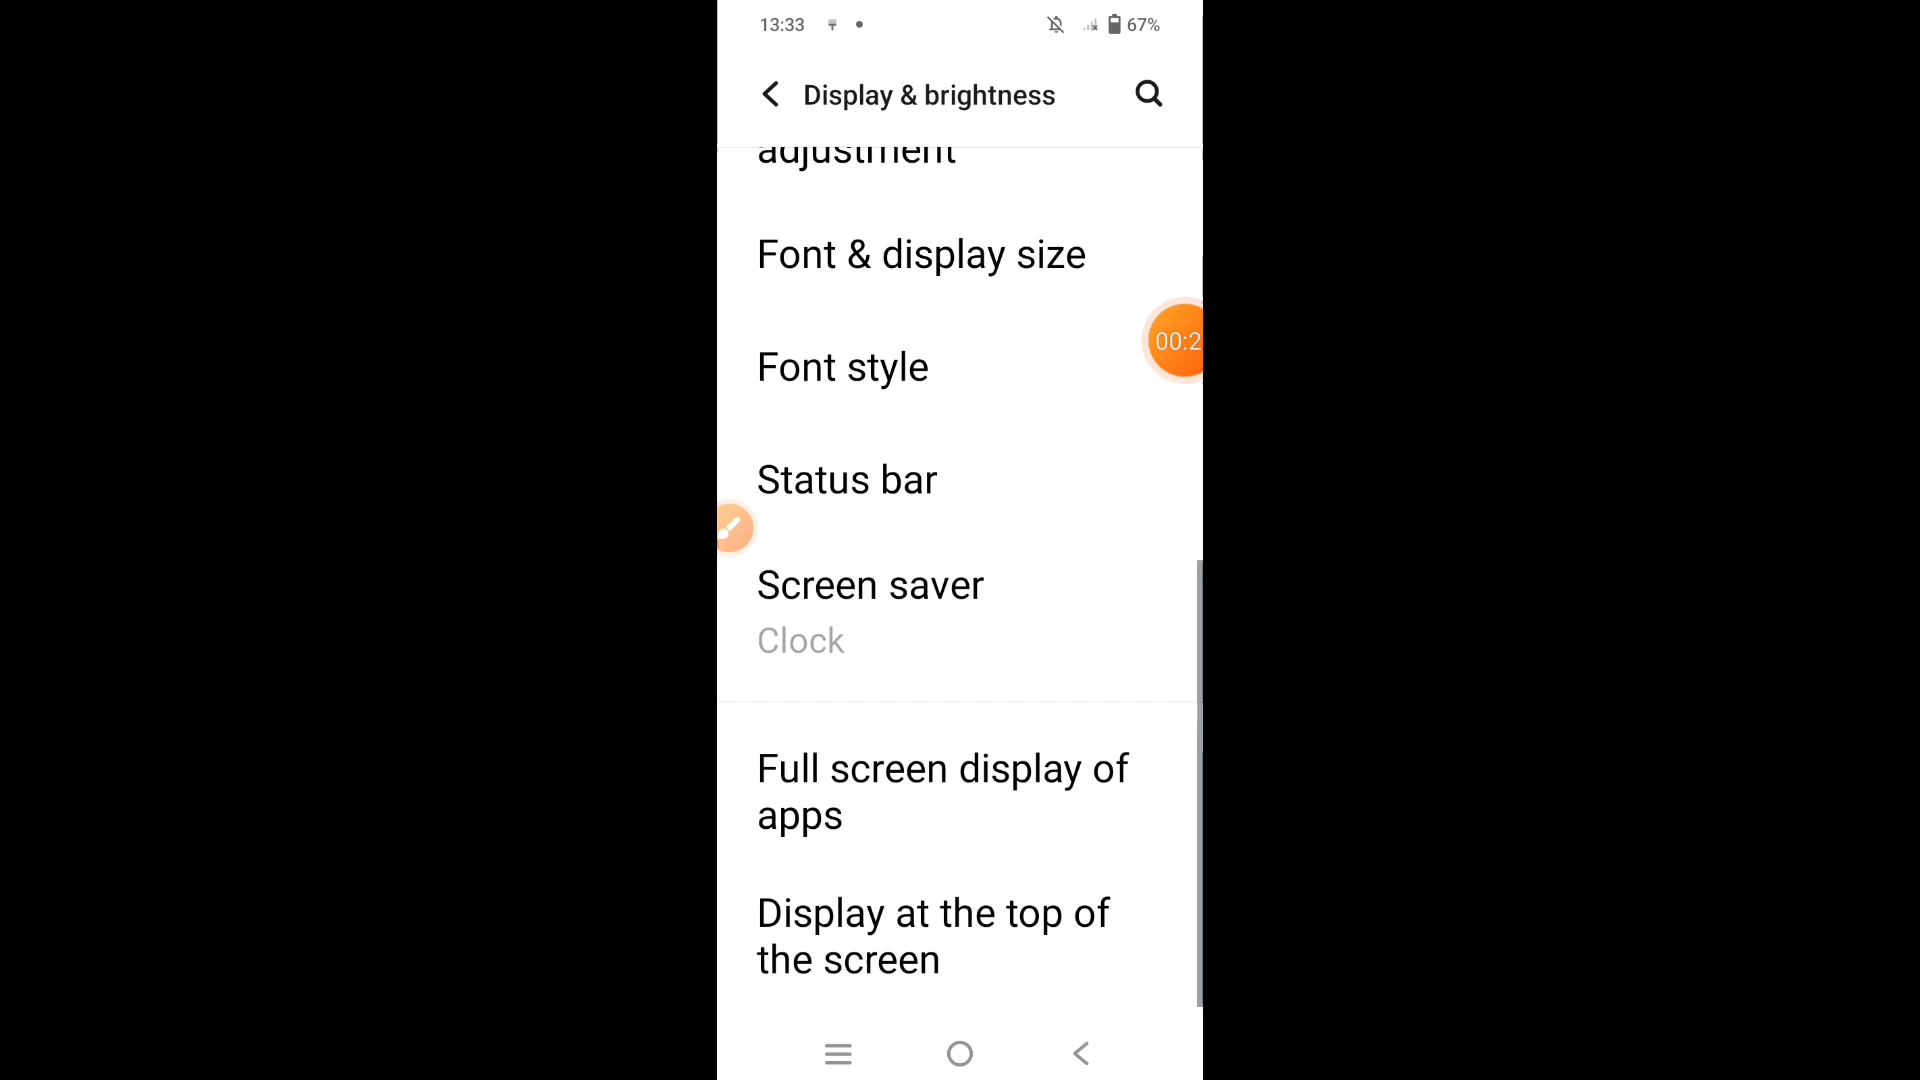 13:33
67%
Display & brightness
adjustment
Font & display size
00:2
Font style
Status bar
Screen saver
Clock
Full screen display of
apps
Display at the top of
the screen